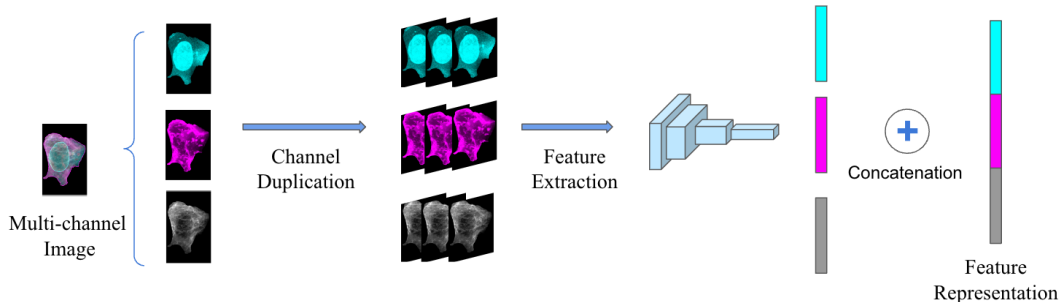 Multi-channel
Image
Channel
Duplication
Feature
Extraction
Concatenation
Feature
Representation